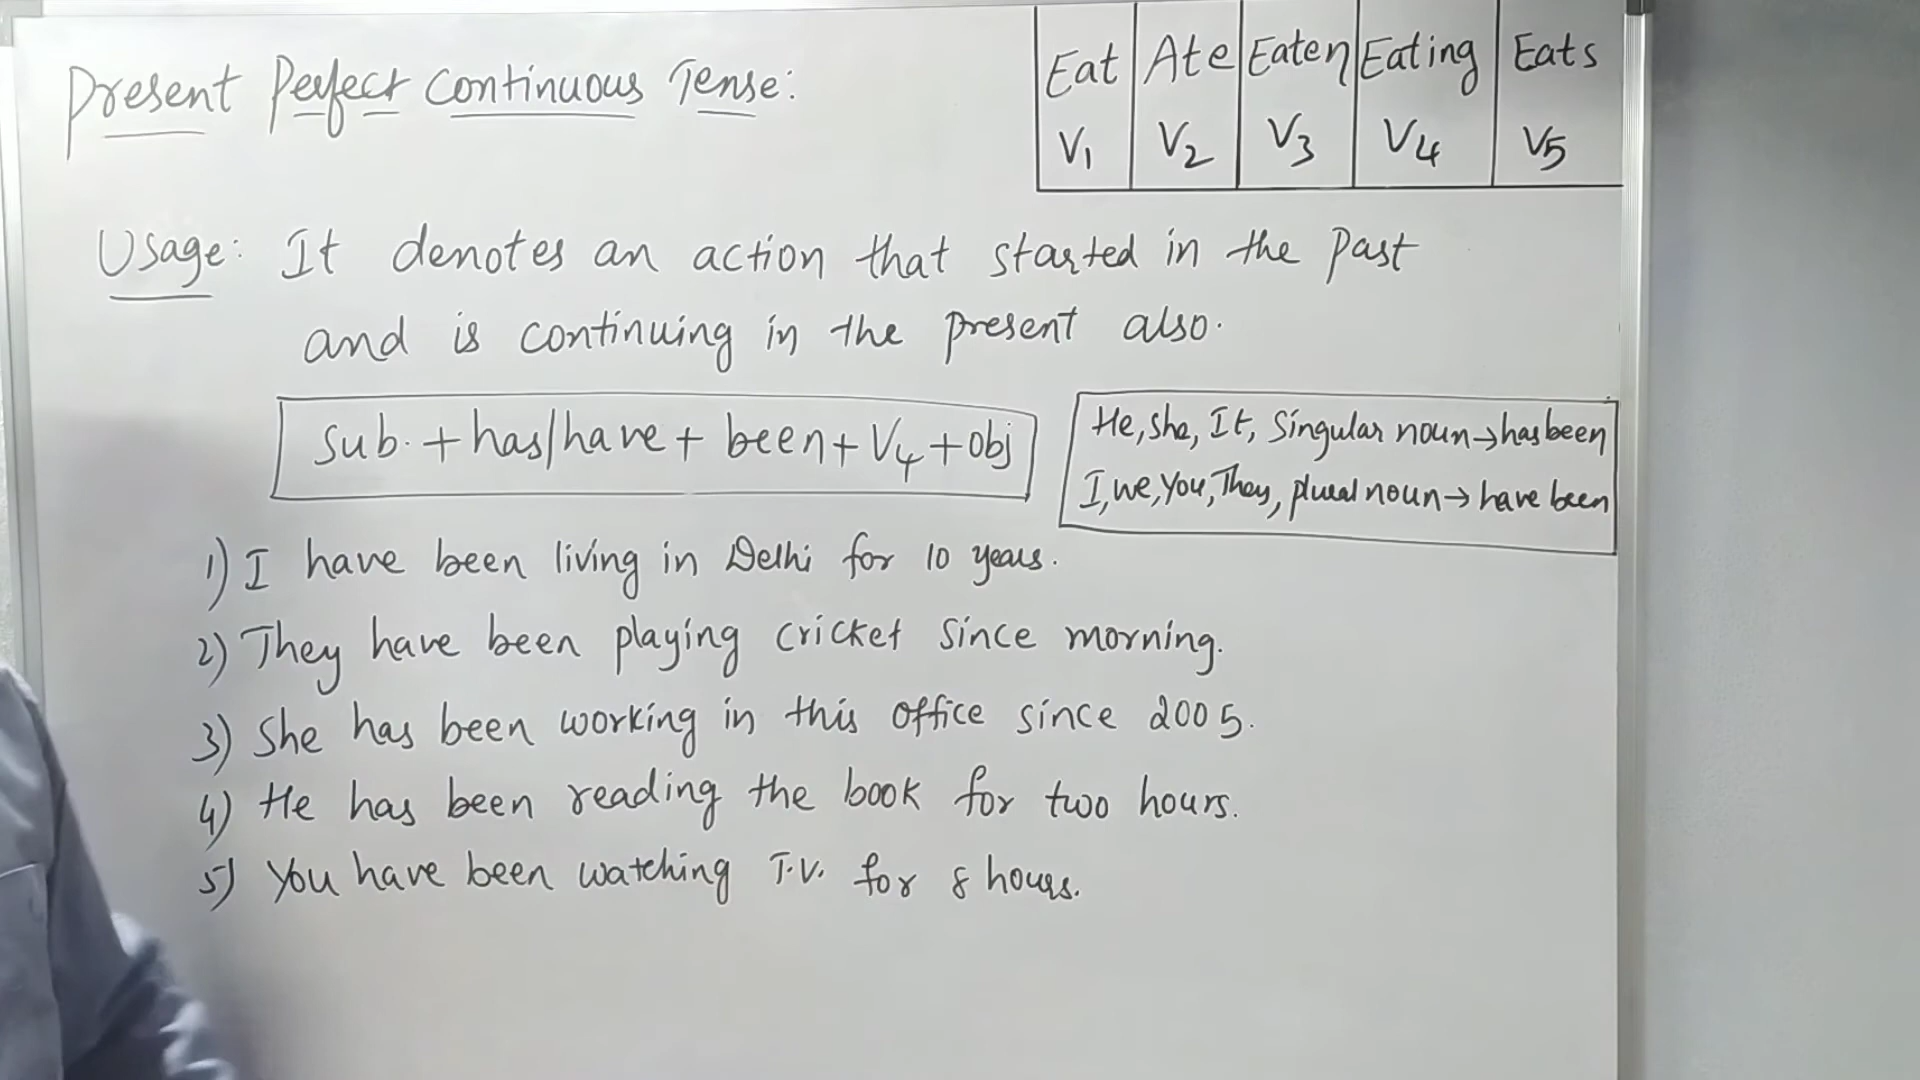 Present Perfect Continuous Tense:
Eat Ate Eaten Eating Eats
V1 V2 V3 V4 V5
Usage: It denotes an action that started in the past
and is continuing in the present also.
Sub. + has/have + been + V4 + obj
He, She, It, Singular noun → has been
I, we, You, They, plural noun → have been
1) I have been living in Delhi for 10 years.
2) They have been playing cricket since morning.
3) She has been working in this office since 2005.
4) He has been reading the book for two hours.
5) You have been watching T.V. for 8 hours.